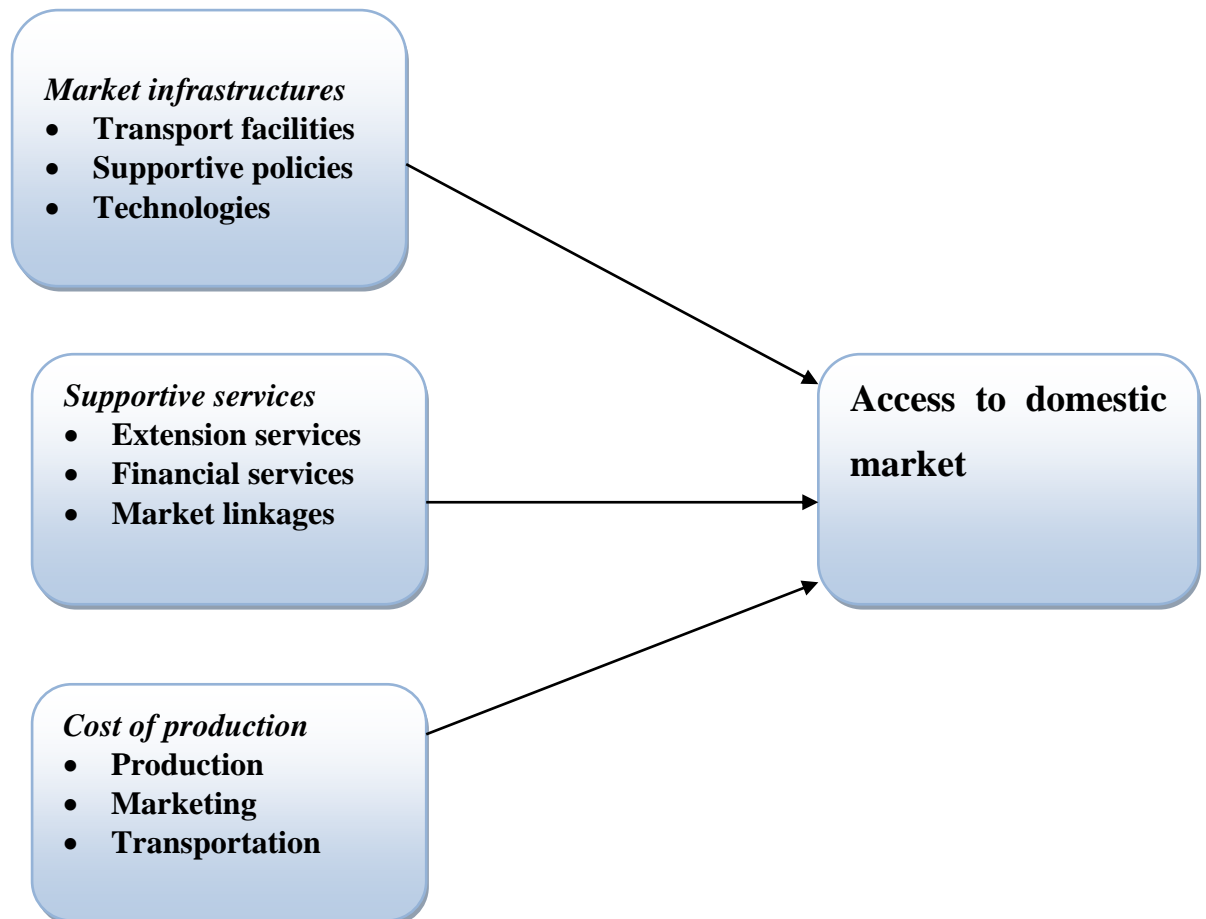 Market infrastructures
• Transport facilities
• Supportive policies
• Technologies
Supportive services
• Extension services
• Financial services
• Market linkages
Access to domestic
market
Cost of production
• Production
• Marketing
• Transportation